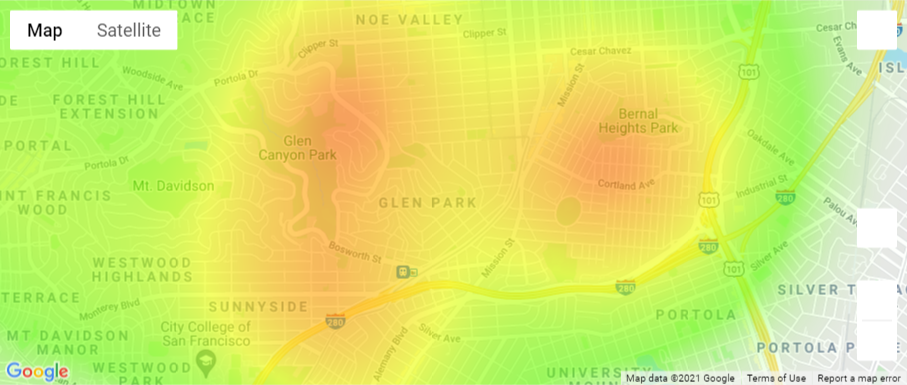 MIDTOWN
TERRACE
NOE VALLEY
Map
Satellite
Clipper St
Clipper St
Cesar Chavez
Cesar Ch
Evans Ave
FOREST HILL
Woodside Ave
Portola Dr
Mission St
101
ISL
FOREST HILL
EXTENSION
Bernal
Heights Park
Glen
Canyon Park
Oakdale Ave
PORTAL
Portola Dr
Mt. Davidson
Cortland Ave
Industrial St
INT FRANCIS
WOOD
GLEN PARK
101
280
Palou Ave
Bosworth St
Mission St
280
Silver Ave
WESTWOOD
HIGHLANDS
101
280
TERRACE
Monterey Blvd
SUNNYSIDE
SILVER T
280
PORTOLA
MT DAVIDSON
MANOR
City College of
San Francisco
Silver Ave
Alemany Blvd
PORTOLA P
WESTWOOD
PARK
UNIVERSITY
Google
Map data ©2021 Google
Terms of Use
Report a map error